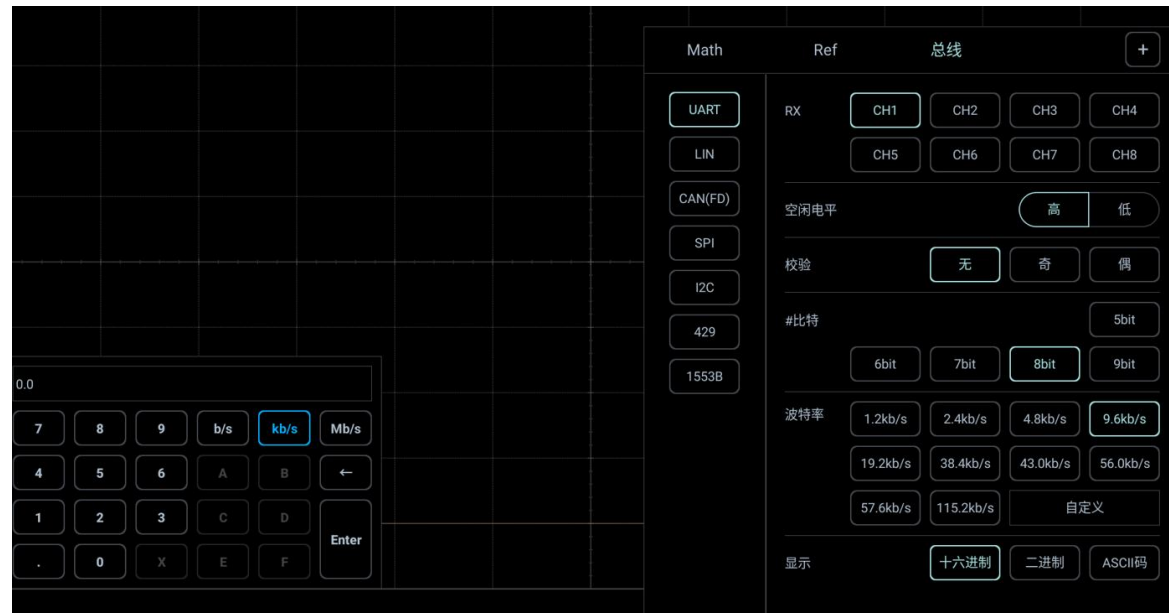 Math Ref 总线 +
UART
LIN
CAN(FD)
SPI
I2C
429
1553B
RX CH1 CH2 CH3 CH4
CH5 CH6 CH7 CH8
空闲电平 高 低
校验 无 奇 偶
#比特 5bit
6bit 7bit 8bit 9bit
波特率 1.2kb/s 2.4kb/s 4.8kb/s 9.6kb/s
19.2kb/s 38.4kb/s 43.0kb/s 56.0kb/s
57.6kb/s 115.2kb/s 自定义
显示 十六进制 二进制 ASCII码
0.0
7 8 9 b/s kb/s Mb/s
4 5 6 A B ←
1 2 3 C D Enter
. 0 X E F